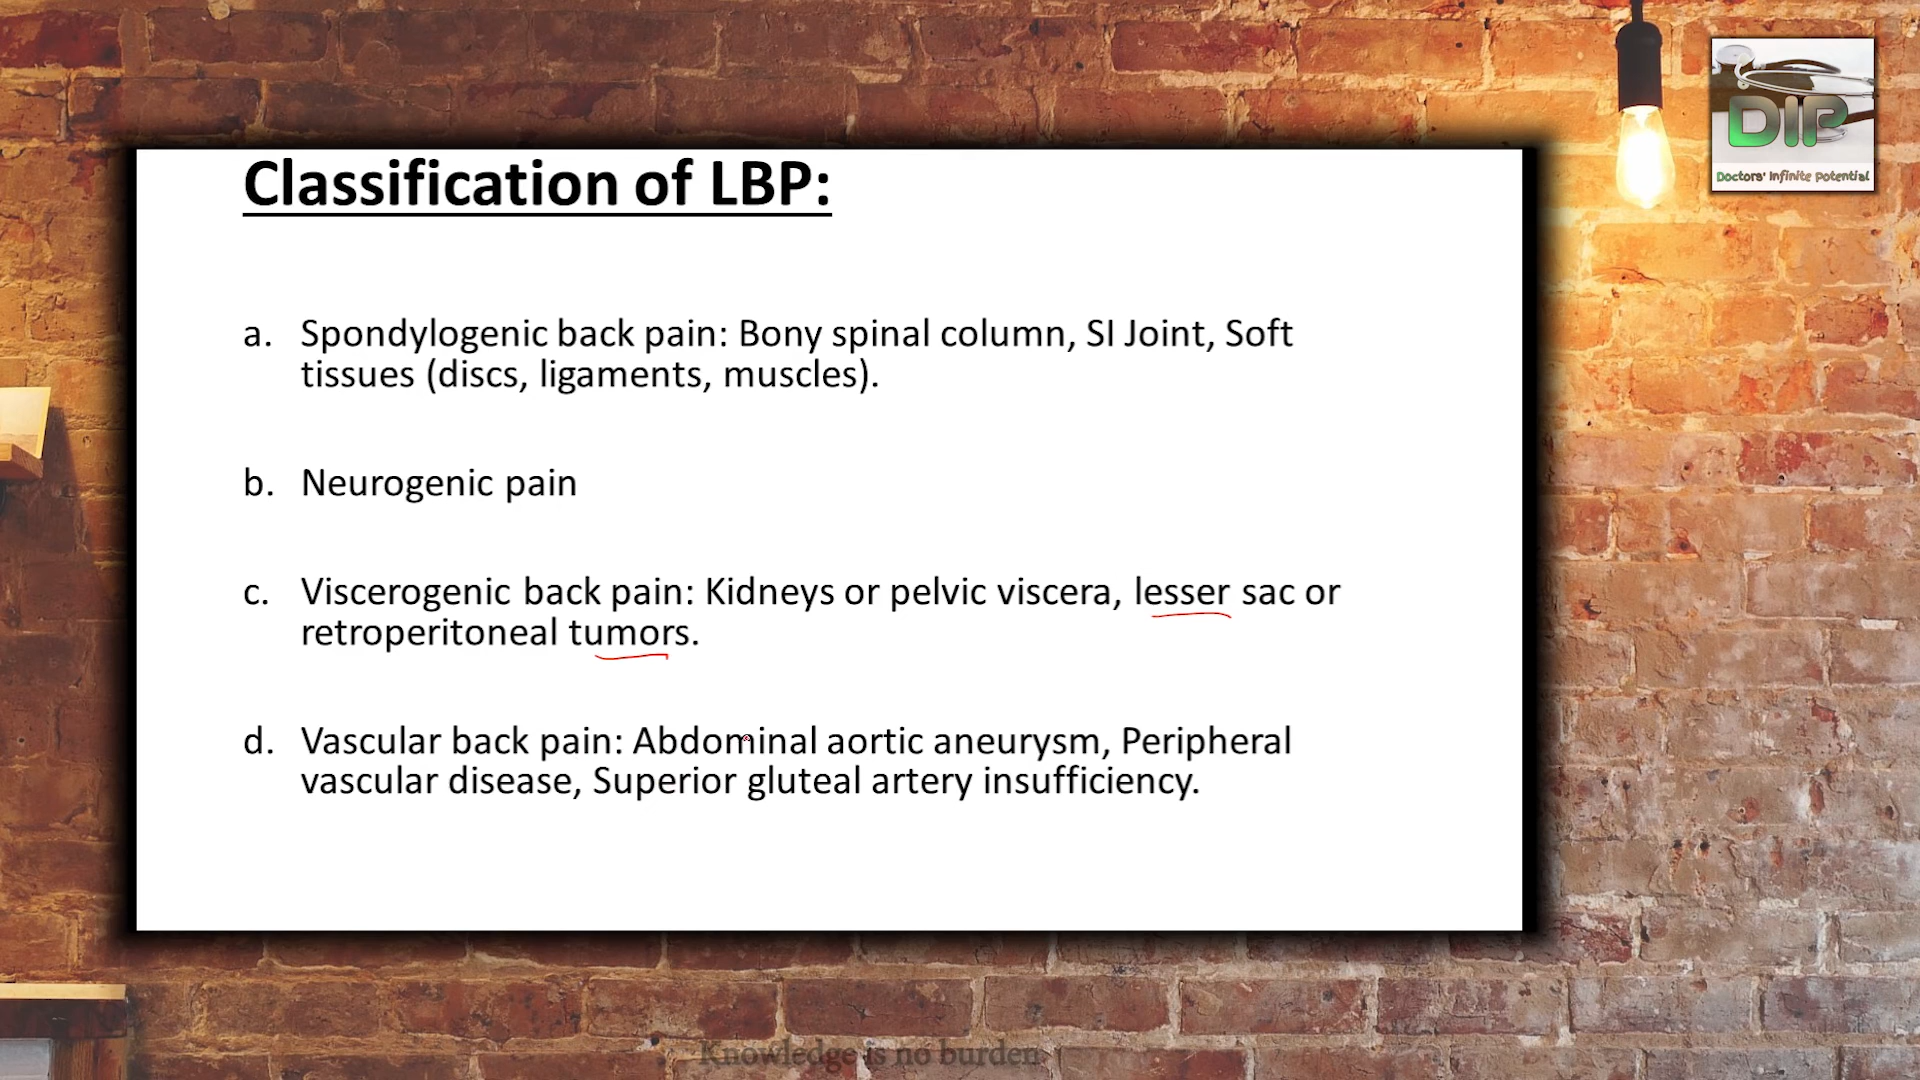 Classification of LBP:
a. Spondylogenic back pain: Bony spinal column, SI Joint, Soft
tissues (discs, ligaments, muscles).
b. Neurogenic pain
c. Viscerogenic back pain: Kidneys or pelvic viscera, lesser sac or
retroperitoneal tumors.
d. Vascular back pain: Abdominal aortic aneurysm, Peripheral
vascular disease, Superior gluteal artery insufficiency.
DIP
Doctors' Infinite Potential
Knowledge is no burden